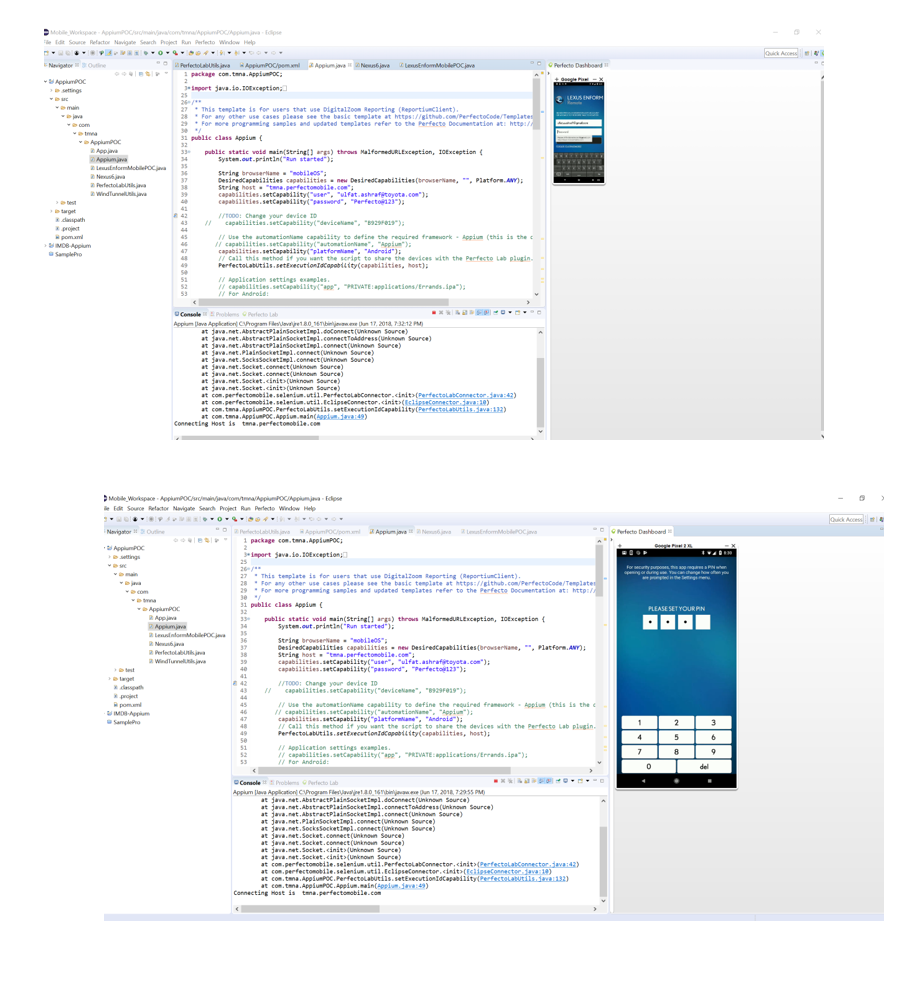 Mobile_Workspace - AppiumPOC/src/main/java/com/tmna/AppiumPOC/Appium.java - Eclipse
ile Edit Source Refactor Navigate Search Project Run Perfecto Window Help
Quick Access
Navigator Outline
AppiumPOC
.settings
src
main
java
com
tmna
AppiumPOC
App.java
Appium.java
LexusEnformMobilePOC.java
Nexus6.java
PerfectoLabUtils.java
WindTunnelUtils.java
test
target
.classpath
.project
pom.xml
IMDB-Appium
SamplePro
PerfectoLabUtils.java AppiumPOC/pom.xml Appium.java Nexus6.java LexusEnformMobilePOC.java
1 package com.tmna.AppiumPOC;
2
3 import java.io.IOException;
25
26 /**
27 * This template is for users that use DigitalZoom Reporting (ReportiumClient).
28 * For any other use cases please see the basic template at https://github.com/PerfectoCode/Templates
29 * For more programming samples and updated templates refer to the Perfecto Documentation at: http:/
30 */
31 public class Appium {
32
33 public static void main(String[] args) throws MalformedURLException, IOException {
34 System.out.println("Run started");
35
36 String browserName = "mobileOS";
37 DesiredCapabilities capabilities = new DesiredCapabilities(browserName, "", Platform.ANY);
38 String host = "tmna.perfectomobile.com";
39 capabilities.setCapability("user", "ulfat.ashraf@toyota.com");
40 capabilities.setCapability("password", "Perfecto@123");
41
42 //TODO: Change your device ID
43 // capabilities.setCapability("deviceName", "B929F019");
44
45 // Use the automationName capability to define the required framework - Appium (this is the c
46 // capabilities.setCapability("automationName", "Appium");
47 capabilities.setCapability("platformName", "Android");
48 // Call this method if you want the script to share the devices with the Perfecto Lab plugin.
49 PerfectoLabUtils.setExecutionIdCapability(capabilities, host);
50
51 // Application settings examples.
52 // capabilities.setCapability("app", "PRIVATE:applications/Errands.ipa");
53 // For Android:
Console Problems Perfecto Lab
Appium [Java Application] C:\Program Files\Java\jre1.8.0_161\bin\javaw.exe (Jun 17, 2018, 7:32:12 PM)
at java.net.AbstractPlainSocketImpl.doConnect(Unknown Source)
at java.net.AbstractPlainSocketImpl.connectToAddress(Unknown Source)
at java.net.AbstractPlainSocketImpl.connect(Unknown Source)
at java.net.PlainSocketImpl.connect(Unknown Source)
at java.net.SocksSocketImpl.connect(Unknown Source)
at java.net.Socket.connect(Unknown Source)
at java.net.Socket.connect(Unknown Source)
at java.net.Socket.<init>(Unknown Source)
at java.net.Socket.<init>(Unknown Source)
at com.perfectomobile.selenium.util.PerfectoLabConnector.<init>(PerfectoLabConnector.java:42)
at com.perfectomobile.selenium.util.EclipseConnector.<init>(EclipseConnector.java:10)
at com.tmna.AppiumPOC.PerfectoLabUtils.setExecutionIdCapability(PerfectoLabUtils.java:132)
at com.tmna.AppiumPOC.Appium.main(Appium.java:49)
Connecting Host is tmna.perfectomobile.com
Perfecto Dashboard
Google Pixel
LEXUS ENFORM
Remote
Mobile_Workspace - AppiumPOC/src/main/java/com/tmna/AppiumPOC/Appium.java - Eclipse
ile Edit Source Refactor Navigate Search Project Run Perfecto Window Help
Quick Access
Navigator Outline
AppiumPOC
.settings
src
main
java
com
tmna
AppiumPOC
App.java
Appium.java
LexusEnformMobilePOC.java
Nexus6.java
PerfectoLabUtils.java
WindTunnelUtils.java
test
target
.classpath
.project
pom.xml
IMDB-Appium
SamplePro
PerfectoLabUtils.java AppiumPOC/pom.xml Appium.java Nexus6.java LexusEnformMobilePOC.java
1 package com.tmna.AppiumPOC;
2
3 import java.io.IOException;
25
26 /**
27 * This template is for users that use DigitalZoom Reporting (ReportiumClient).
28 * For any other use cases please see the basic template at https://github.com/PerfectoCode/Templates
29 * For more programming samples and updated templates refer to the Perfecto Documentation at: http://
30 */
31 public class Appium {
32
33 public static void main(String[] args) throws MalformedURLException, IOException {
34 System.out.println("Run started");
35
36 String browserName = "mobileOS";
37 DesiredCapabilities capabilities = new DesiredCapabilities(browserName, "", Platform.ANY);
38 String host = "tmna.perfectomobile.com";
39 capabilities.setCapability("user", "ulfat.ashraf@toyota.com");
40 capabilities.setCapability("password", "Perfecto@123");
41
42 //TODO: Change your device ID
43 // capabilities.setCapability("deviceName", "B929F019");
44
45 // Use the automationName capability to define the required framework - Appium (this is the c
46 // capabilities.setCapability("automationName", "Appium");
47 capabilities.setCapability("platformName", "Android");
48 // Call this method if you want the script to share the devices with the Perfecto Lab plugin.
49 PerfectoLabUtils.setExecutionIdCapability(capabilities, host);
50
51 // Application settings examples.
52 // capabilities.setCapability("app", "PRIVATE:applications/Errands.ipa");
53 // For Android:
Console Problems Perfecto Lab
Appium [Java Application] C:\Program Files\Java\jre1.8.0_161\bin\javaw.exe (Jun 17, 2018, 7:29:55 PM)
at java.net.AbstractPlainSocketImpl.doConnect(Unknown Source)
at java.net.AbstractPlainSocketImpl.connectToAddress(Unknown Source)
at java.net.AbstractPlainSocketImpl.connect(Unknown Source)
at java.net.PlainSocketImpl.connect(Unknown Source)
at java.net.SocksSocketImpl.connect(Unknown Source)
at java.net.Socket.connect(Unknown Source)
at java.net.Socket.connect(Unknown Source)
at java.net.Socket.<init>(Unknown Source)
at java.net.Socket.<init>(Unknown Source)
at com.perfectomobile.selenium.util.PerfectoLabConnector.<init>(PerfectoLabConnector.java:42)
at com.perfectomobile.selenium.util.EclipseConnector.<init>(EclipseConnector.java:10)
at com.tmna.AppiumPOC.PerfectoLabUtils.setExecutionIdCapability(PerfectoLabUtils.java:132)
at com.tmna.AppiumPOC.Appium.main(Appium.java:49)
Connecting Host is tmna.perfectomobile.com
Perfecto Dashboard
Google Pixel 2 XL
8:30
For security purposes, this app requires a PIN when
opening or during use. You can change how often you
are prompted in the Settings menu.
PLEASE SET YOUR PIN
1 2 3
4 5 6
7 8 9
0 del